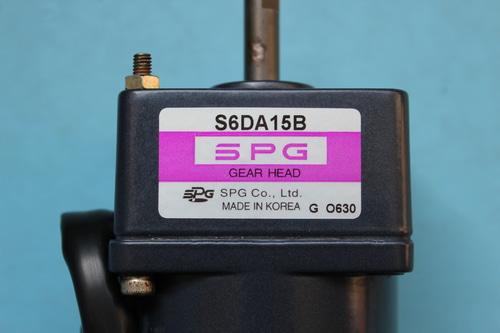 S6DA15B
SPG
GEAR HEAD
SPG SPG Co., Ltd.
MADE IN KOREA G O630